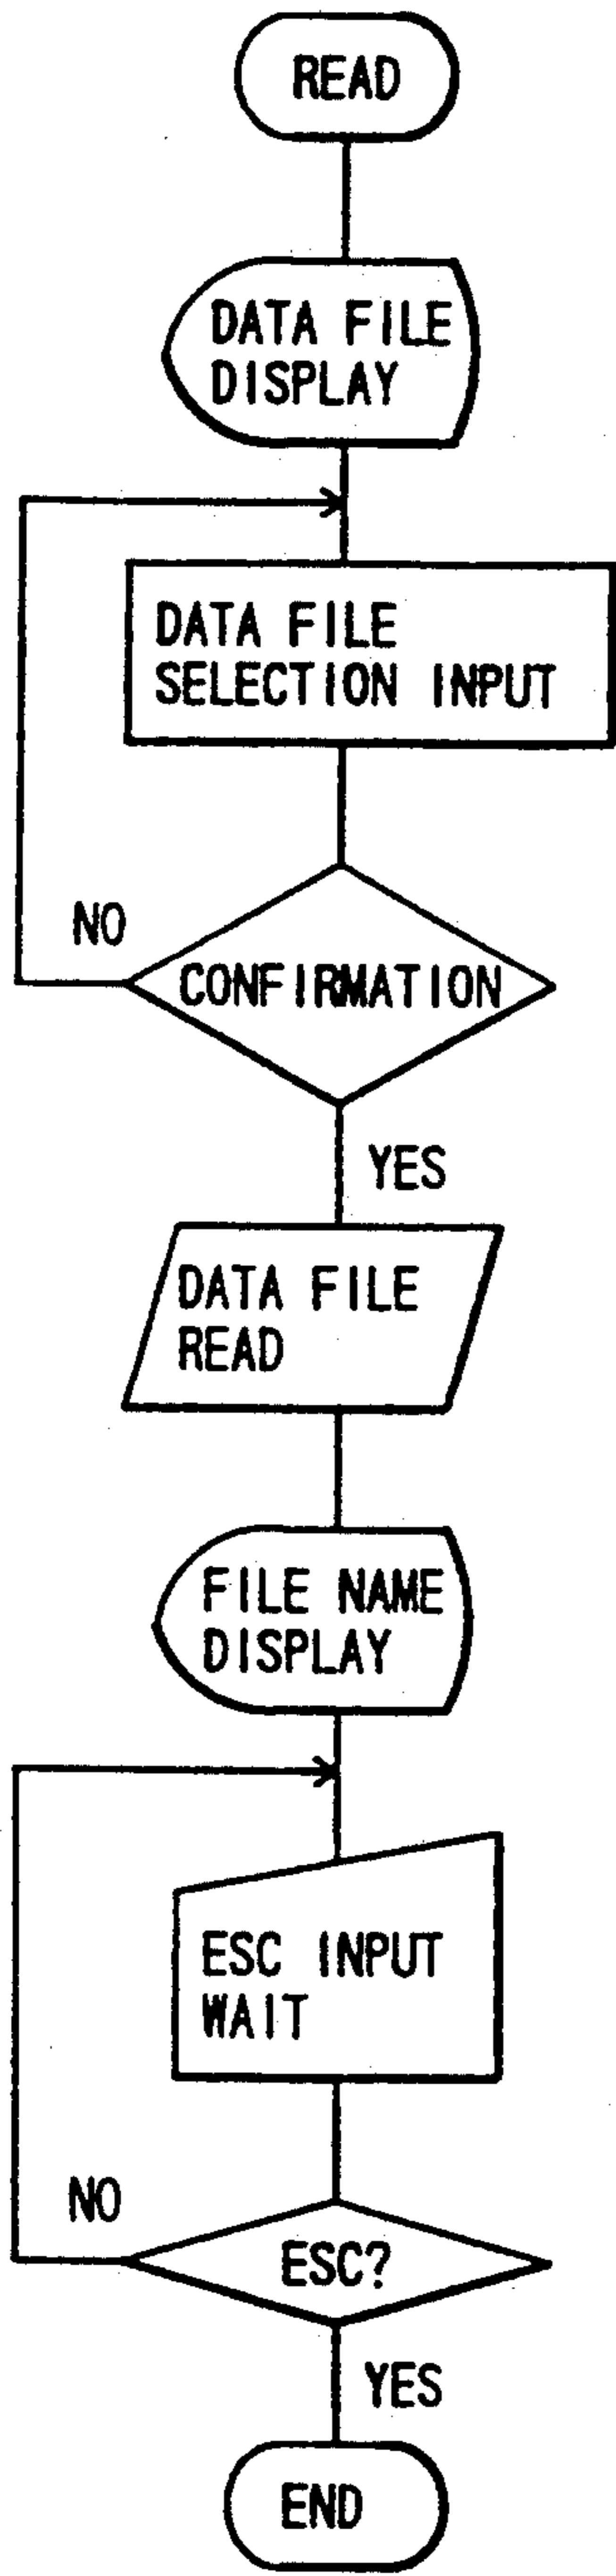 READ
DATA FILE
DISPLAY
DATA FILE
SELECTION INPUT
NO
CONFIRMATION
YES
DATA FILE
READ
FILE NAME
DISPLAY
ESC INPUT
WAIT
NO
ESC?
YES
END